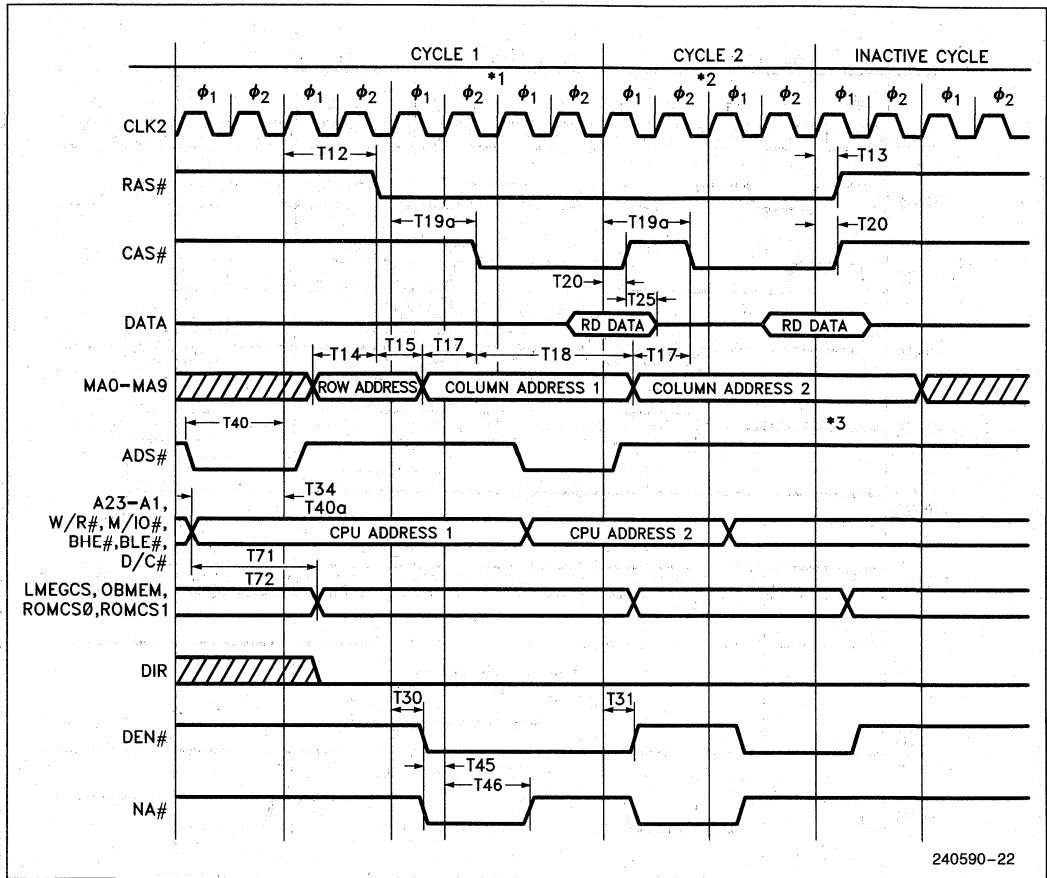 CYCLE 1 CYCLE 2 INACTIVE CYCLE
*1 *2
ϕ1 ϕ2 ϕ1 ϕ2 ϕ1 ϕ2 ϕ1 ϕ2 ϕ1 ϕ2 ϕ1 ϕ2 ϕ1 ϕ2 ϕ1 ϕ2
CLK2
T12 T13
RAS#
T19a T19a T20
CAS#
T20 T25
DATA RD DATA RD DATA
T14 T15 T17 T18 T17
MA0-MA9 ROW ADDRESS COLUMN ADDRESS 1 COLUMN ADDRESS 2
*3
T40
ADS#
T34
T40a
A23-A1,
W/R#, M/IO#,
BHE#,BLE#,
D/C#
CPU ADDRESS 1 CPU ADDRESS 2
T71
T72
LMEGCS, OBMEM,
ROMCS0,ROMCS1
DIR
T30 T31
DEN#
T45
T46
NA#
240590-22